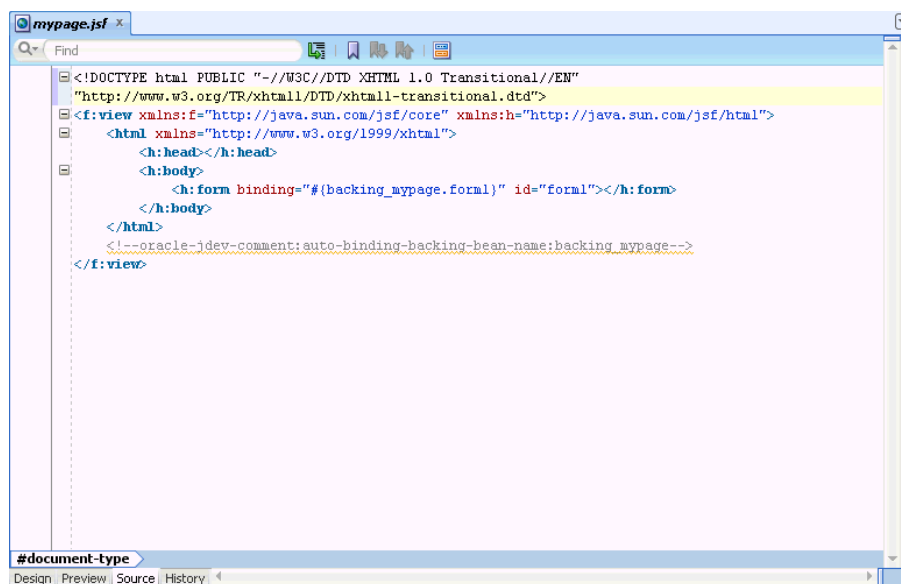 mypage.jsf ×
Find
<!DOCTYPE html PUBLIC "-//W3C//DTD XHTML 1.0 Transitional//EN"
"http://www.w3.org/TR/xhtml1/DTD/xhtml1-transitional.dtd">
<f:view xmlns:f="http://java.sun.com/jsf/core" xmlns:h="http://java.sun.com/jsf/html">
<html xmlns="http://www.w3.org/1999/xhtml">
<h:head></h:head>
<h:body>
<h:form binding="#{backing_mypage.form1}" id="form1"></h:form>
</h:body>
</html>
<!--oracle-jdev-comment:auto-binding-backing-bean-name:backing_mypage-->
</f:view>
#document-type
Design Preview Source History